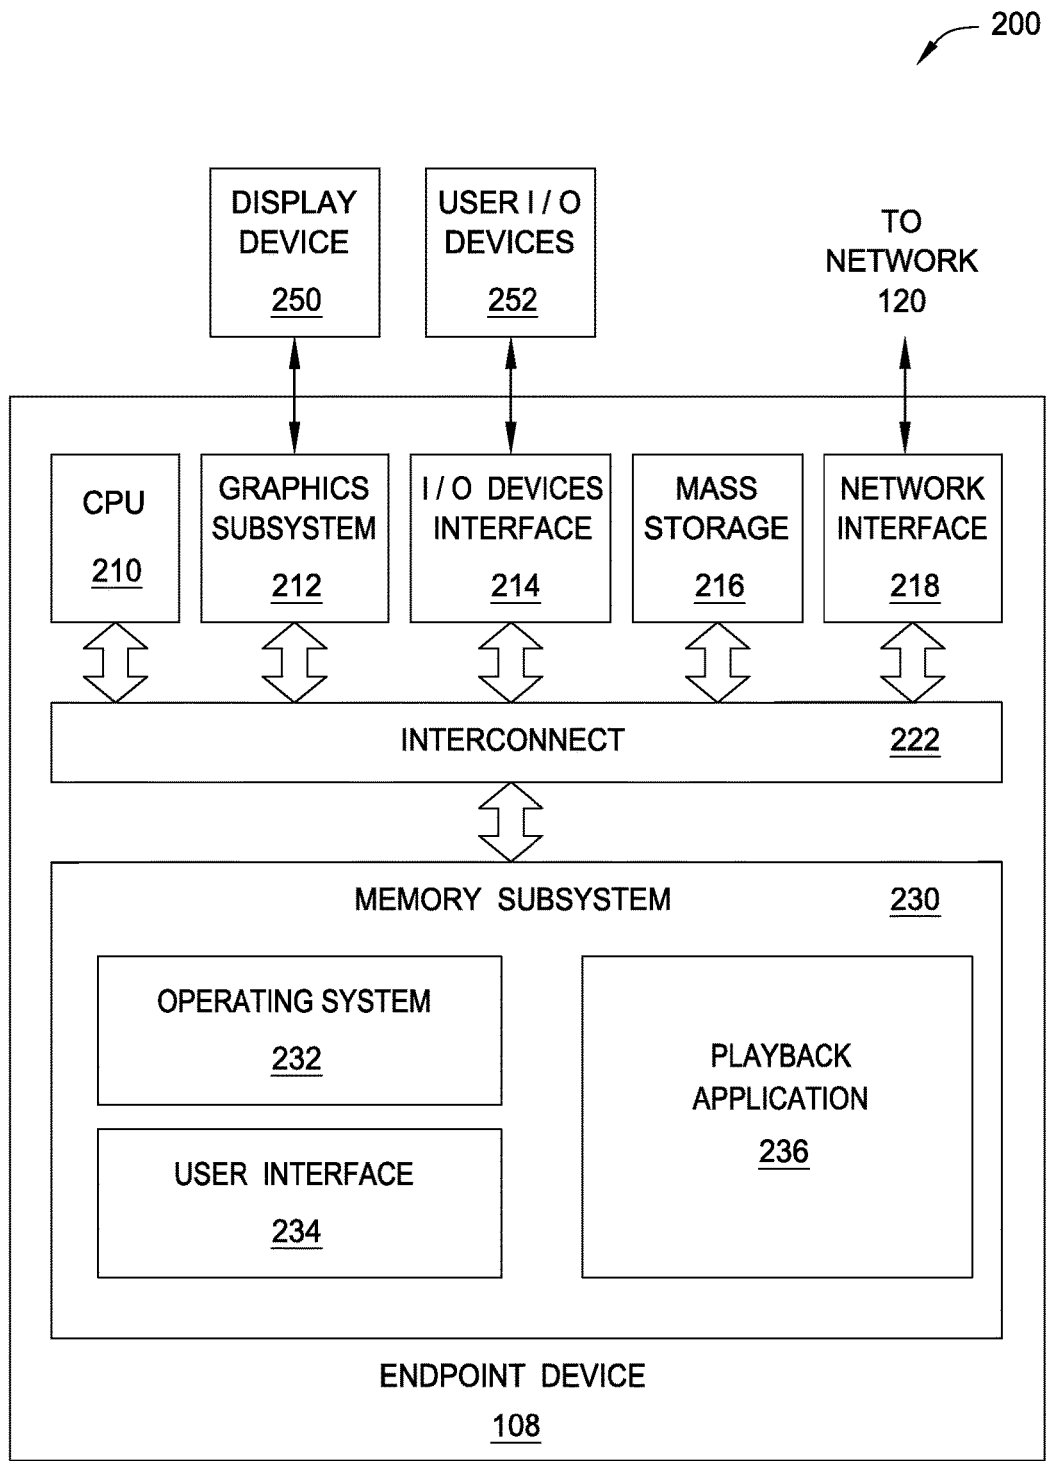 200
DISPLAY
DEVICE
250
USER I / O
DEVICES
252
TO
NETWORK
120
CPU
210
GRAPHICS
SUBSYSTEM
212
I / O DEVICES
INTERFACE
214
MASS
STORAGE
216
NETWORK
INTERFACE
218
INTERCONNECT 222
MEMORY SUBSYSTEM 230
OPERATING SYSTEM
232
USER INTERFACE
234
PLAYBACK
APPLICATION
236
ENDPOINT DEVICE
108